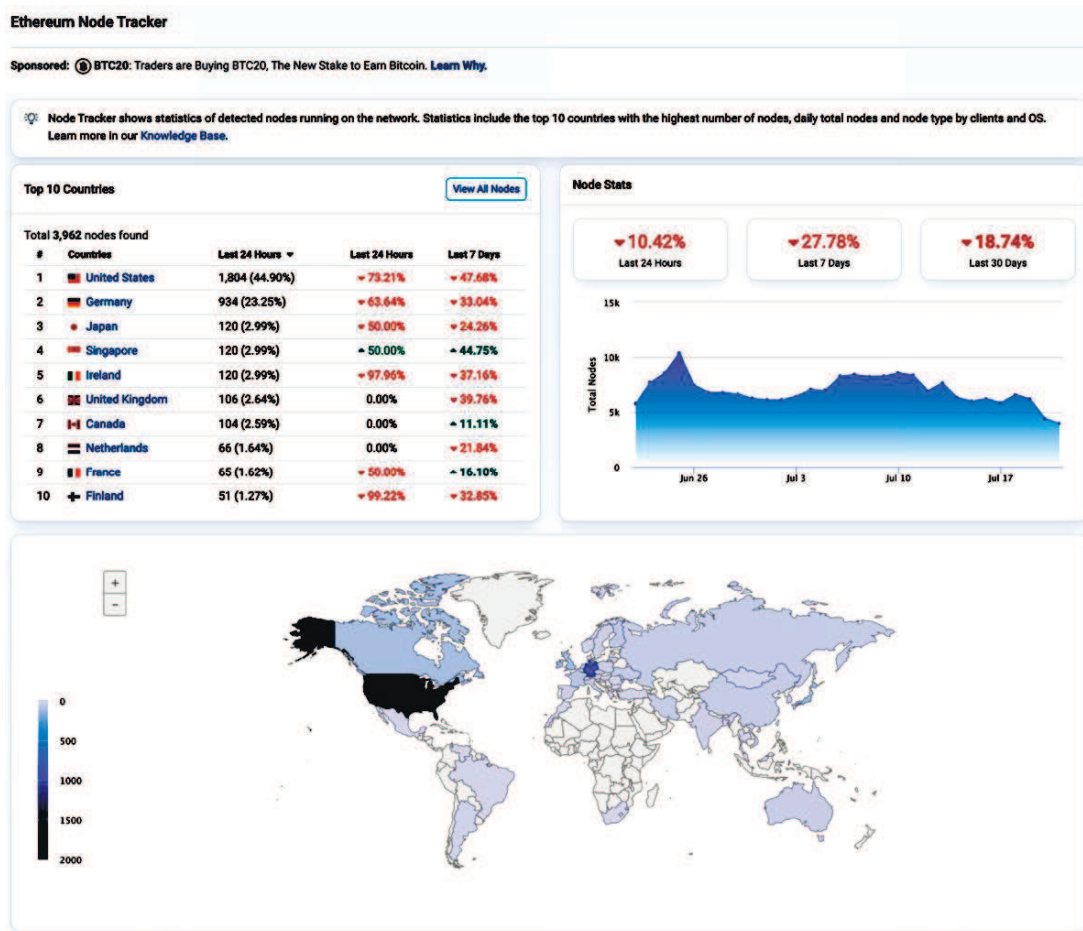 Ethereum Node Tracker
Sponsored: BTC20: Traders are Buying BTC20, The New Stake to Earn Bitcoin. Learn Why.
Node Tracker shows statistics of detected nodes running on the network. Statistics include the top 10 countries with the highest number of nodes, daily total nodes and node type by clients and OS.
Learn more in our Knowledge Base.
Top 10 Countries
View All Nodes
Total 3,962 nodes found
# Countries Last 24 Hours Last 24 Hours Last 7 Days
1 United States 1,804 (44.90%) 73.21% 47.68%
2 Germany 934 (23.25%) 63.64% 33.04%
3 Japan 120 (2.99%) 50.00% 24.26%
4 Singapore 120 (2.99%) 50.00% 44.75%
5 Ireland 120 (2.99%) 97.96% 37.16%
6 United Kingdom 106 (2.64%) 0.00% 39.76%
7 Canada 104 (2.59%) 0.00% 11.11%
8 Netherlands 66 (1.64%) 0.00% 21.84%
9 France 65 (1.62%) 50.00% 16.10%
10 Finland 51 (1.27%) 99.22% 32.85%
Node Stats
10.42% 27.78% 18.74%
Last 24 Hours Last 7 Days Last 30 Days
15k
10k
5k
0
Total Nodes
Jun 26 Jul 3 Jul 10 Jul 17
+
−
0
500
1000
1500
2000